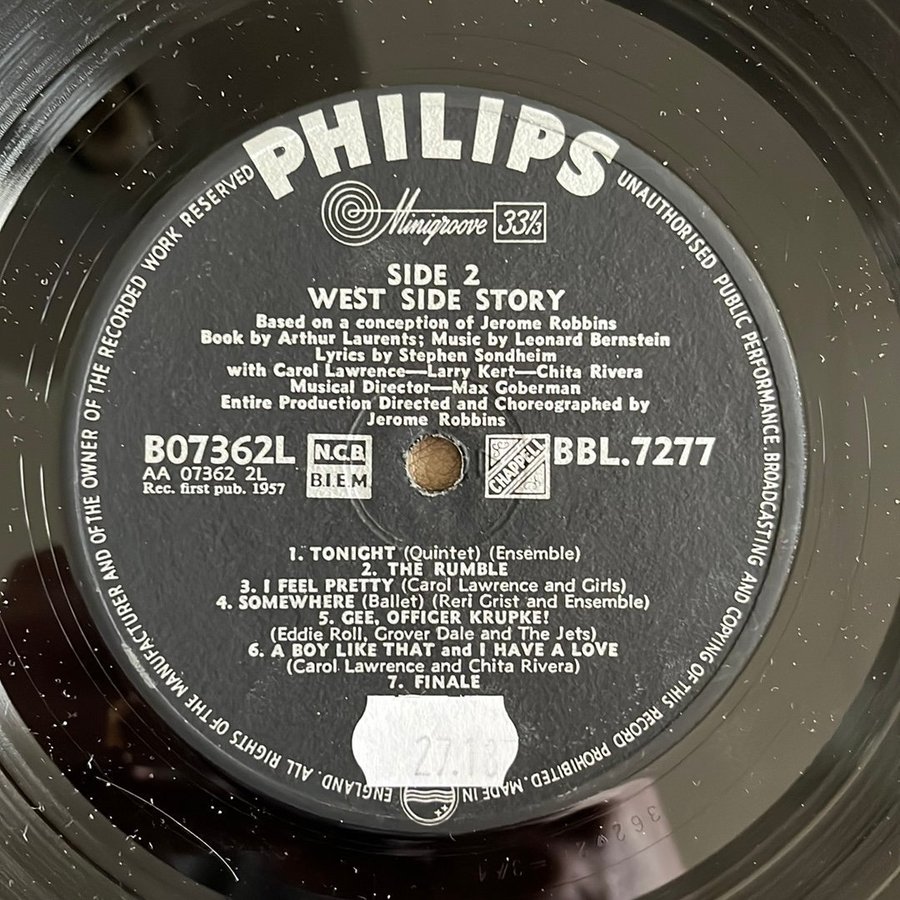 PHILIPS
Minigroove 33⅓
SIDE 2
WEST SIDE STORY
Based on a conception of Jerome Robbins
Book by Arthur Laurents; Music by Leonard Bernstein
Lyrics by Stephen Sondheim
with Carol Lawrence—Larry Kert—Chita Rivera
Musical Director—Max Goberman
Entire Production Directed and Choreographed by
Jerome Robbins
B07362L
AA 07362 2L
Rec. first pub. 1957
N.C.B
B.I.E.M
CHAPPELL
BBL.7277
1. TONIGHT (Quintet) (Ensemble)
2. THE RUMBLE
3. I FEEL PRETTY (Carol Lawrence and Girls)
4. SOMEWHERE (Ballet) (Reri Grist and Ensemble)
5. GEE, OFFICER KRUPKE!
(Eddie Roll, Grover Dale and The Jets)
6. A BOY LIKE THAT and I HAVE A LOVE
(Carol Lawrence and Chita Rivera)
7. FINALE
ALL RIGHTS OF THE MANUFACTURER AND OF THE OWNER OF THE RECORDED WORK RESERVED
UNAUTHORISED PUBLIC PERFORMANCE. BROADCASTING AND COPYING OF THIS RECORD PROHIBITED. MADE IN ENGLAND.